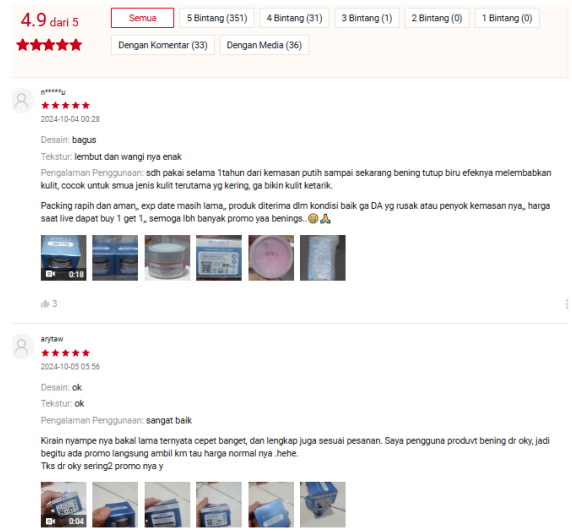 4.9 dari 5
Semua
5 Bintang (351)
4 Bintang (31)
3 Bintang (1)
2 Bintang (0)
1 Bintang (0)
Dengan Komentar (33)
Dengan Media (36)
n*****u
2024-10-04 00:28
Desain: bagus
Tekstur: lembut dan wangi nya enak
Pengalaman Penggunaan: sdh pakai selama 1tahun dari kemasan putih sampai sekarang bening tutup biru efeknya melembabkan
kulit, cocok untuk smua jenis kulit terutama yg kering, ga bikin kulit ketarik.
Packing rapih dan aman,, exp date masih lama,, produk diterima dlm kondisi baik ga DA yg rusak atau penyok kemasan nya,, harga
saat live dapat buy 1 get 1,, semoga lbh banyak promo yaa benings..😄🙏
0:18
3
arytaw
2024-10-05 05:56
Desain: ok
Tekstur: ok
Pengalaman Penggunaan: sangat baik
Kirain nyampe nya bakal lama ternyata cepet banget, dan lengkap juga sesuai pesanan. Saya pengguna produvt bening dr oky, jadi
begitu ada promo langsung ambil krn tau harga normal nya .hehe.
Tks dr oky sering2 promo nya y
0:04